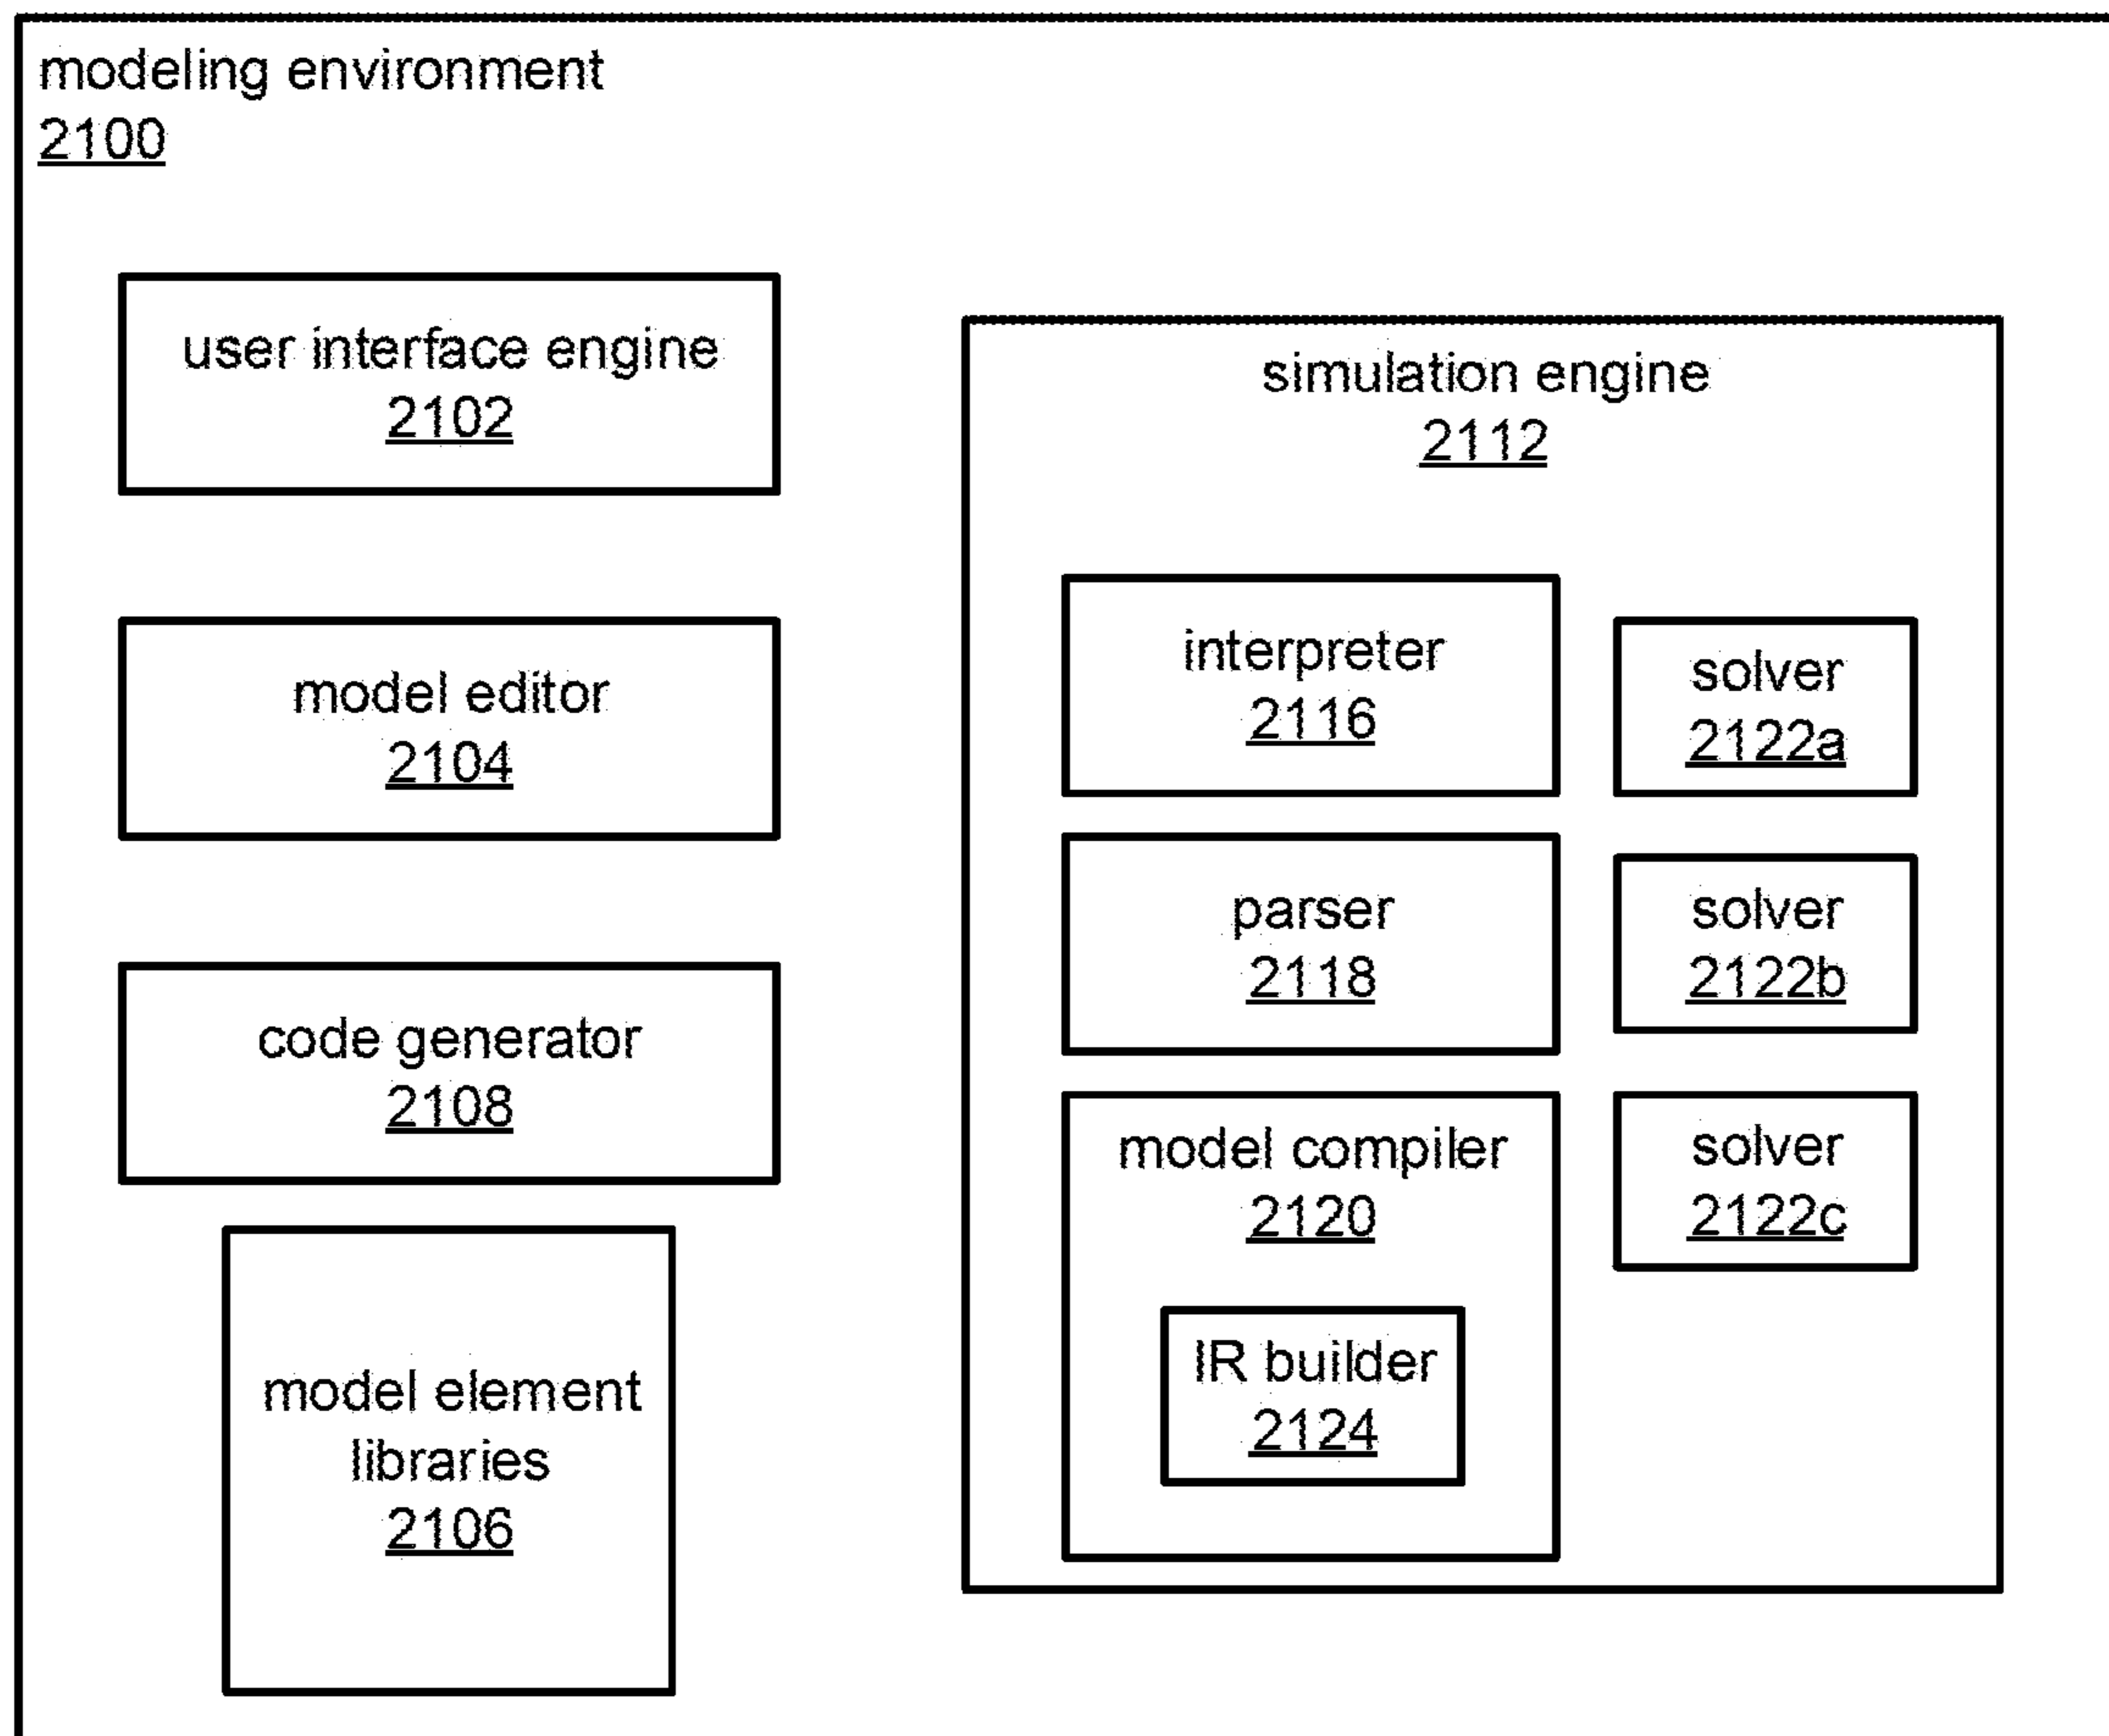 modeling environment
2100
user interface engine
2102
model editor
2104
code generator
2108
model element
libraries
2106
simulation engine
2112
interpreter
2116
parser
2118
model compiler
2120
IR builder
2124
solver
2122a
solver
2122b
solver
2122c